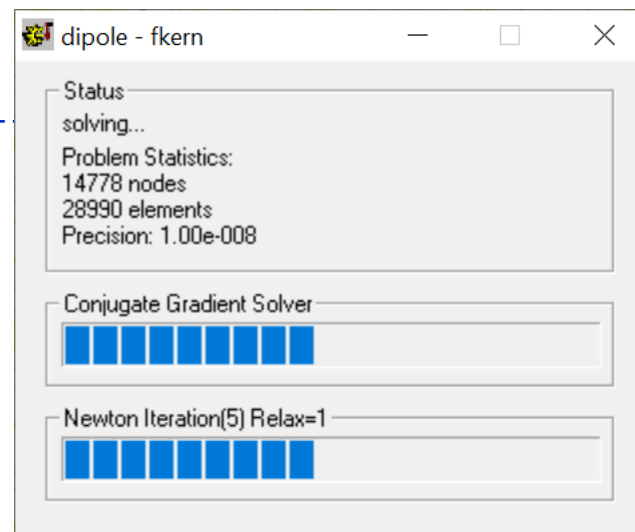 dipole - fkern
Status
solving...
Problem Statistics:
14778 nodes
28990 elements
Precision: 1.00e-008
Conjugate Gradient Solver
Newton Iteration(5) Relax=1